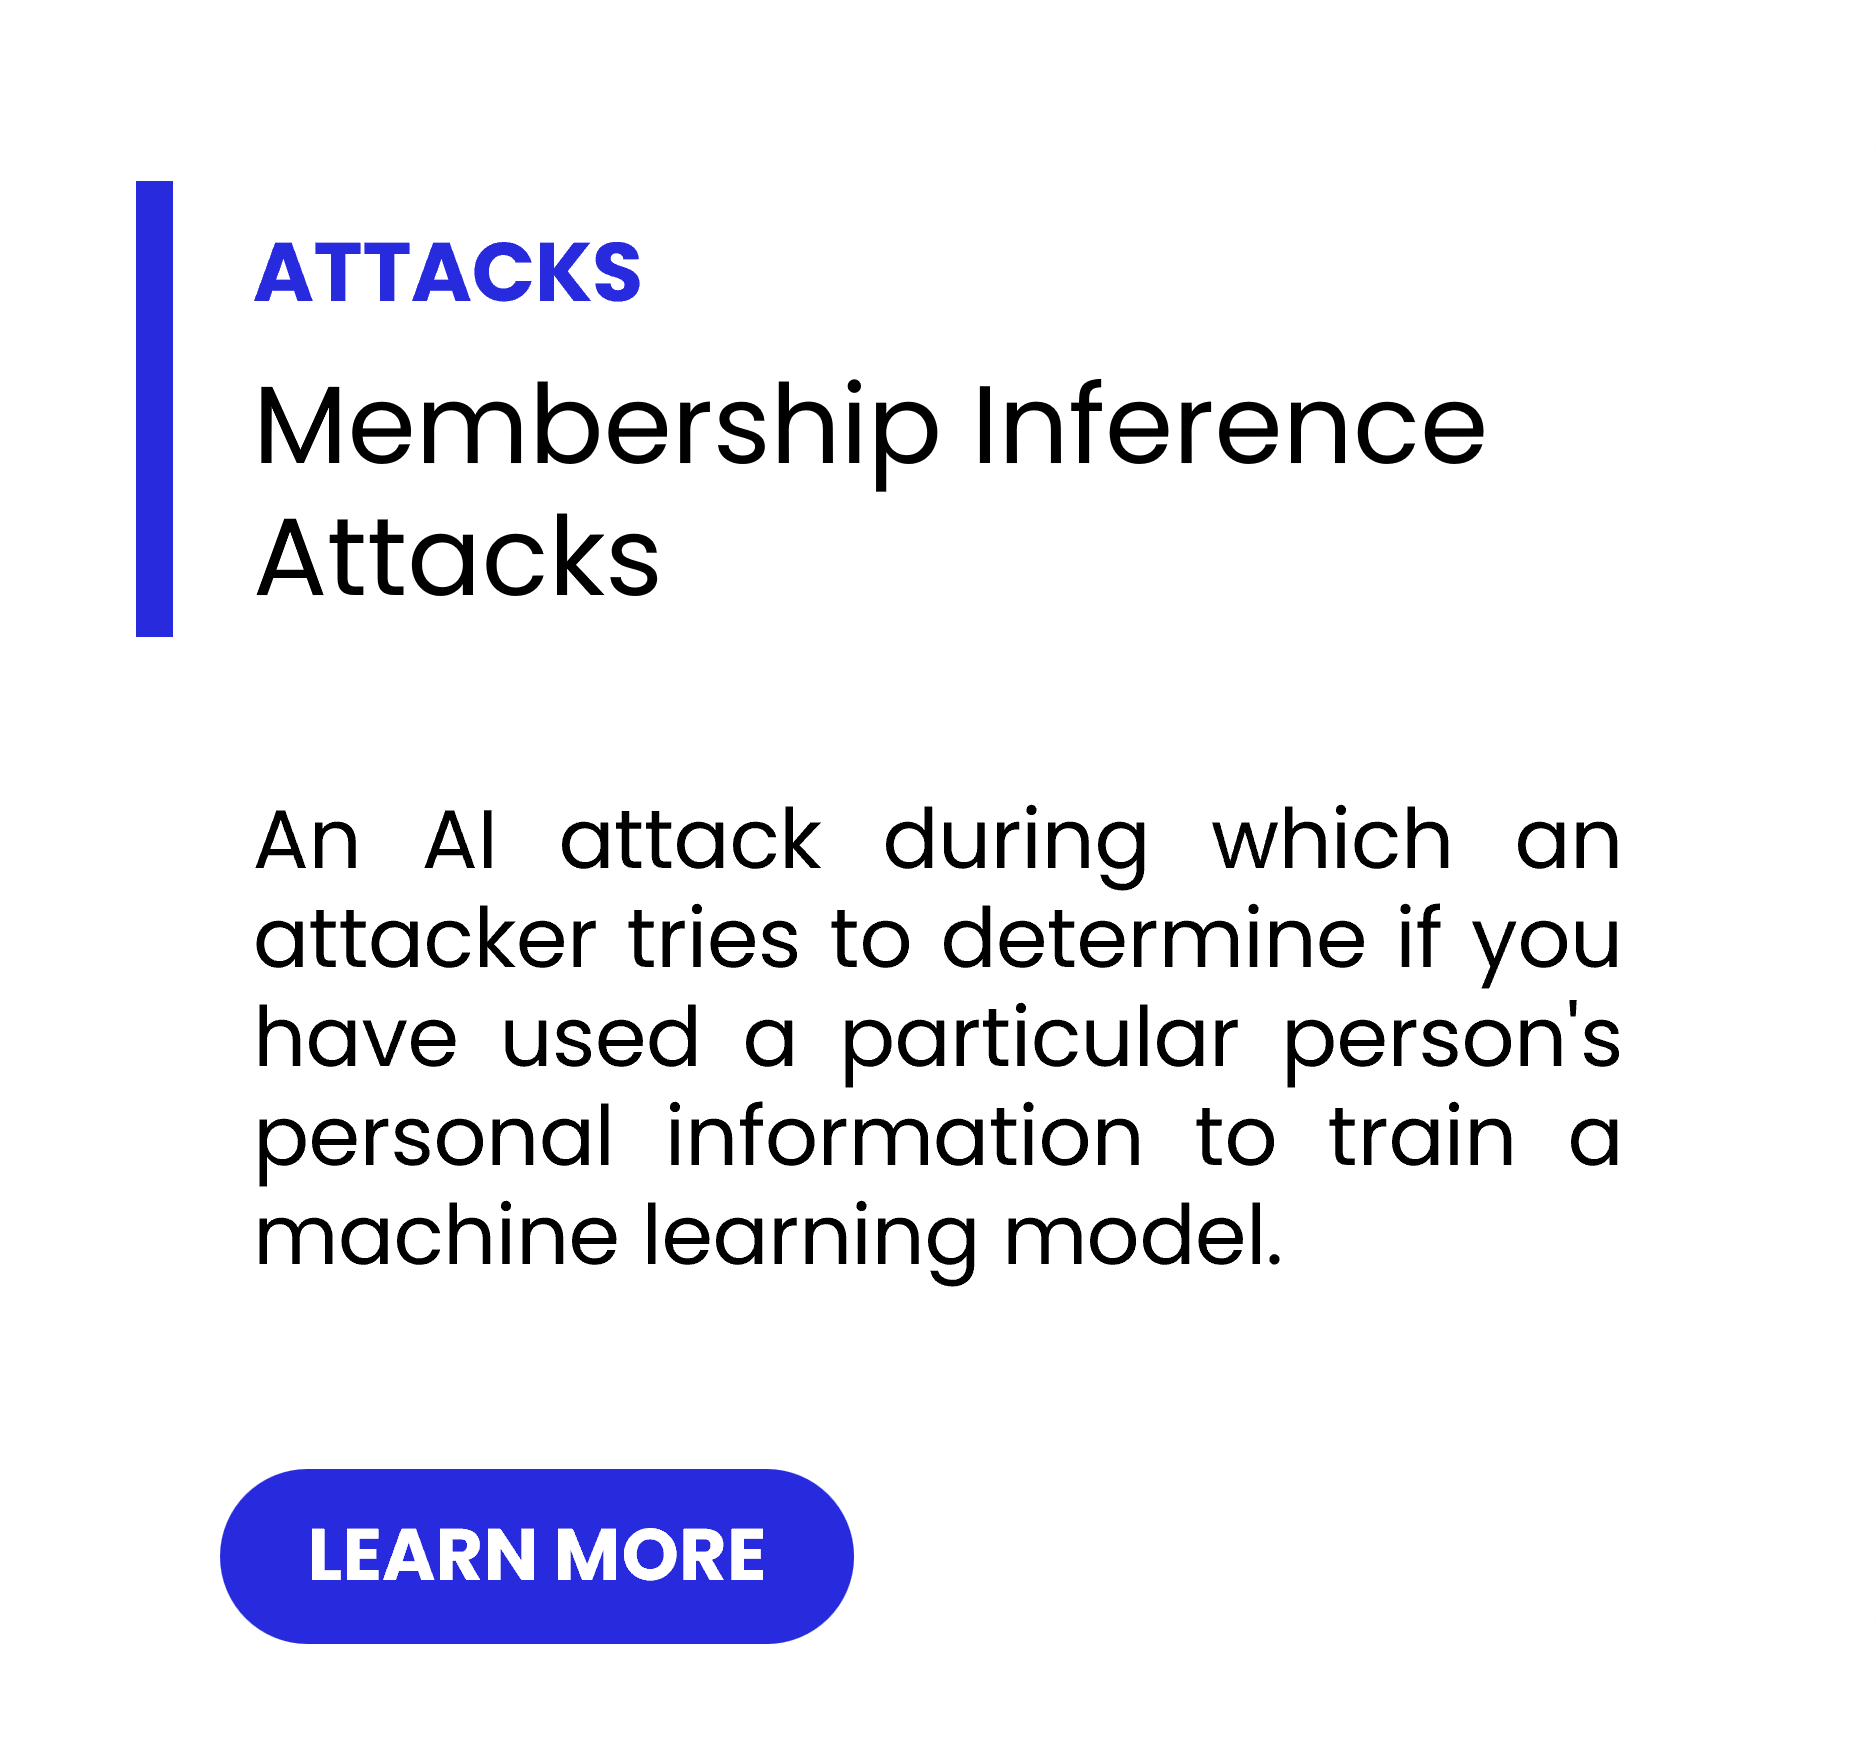 ATTACKS
Membership Inference
Attacks
An AI attack during which an
attacker tries to determine if you
have used a particular person's
personal information to train a
machine learning model.
LEARN MORE